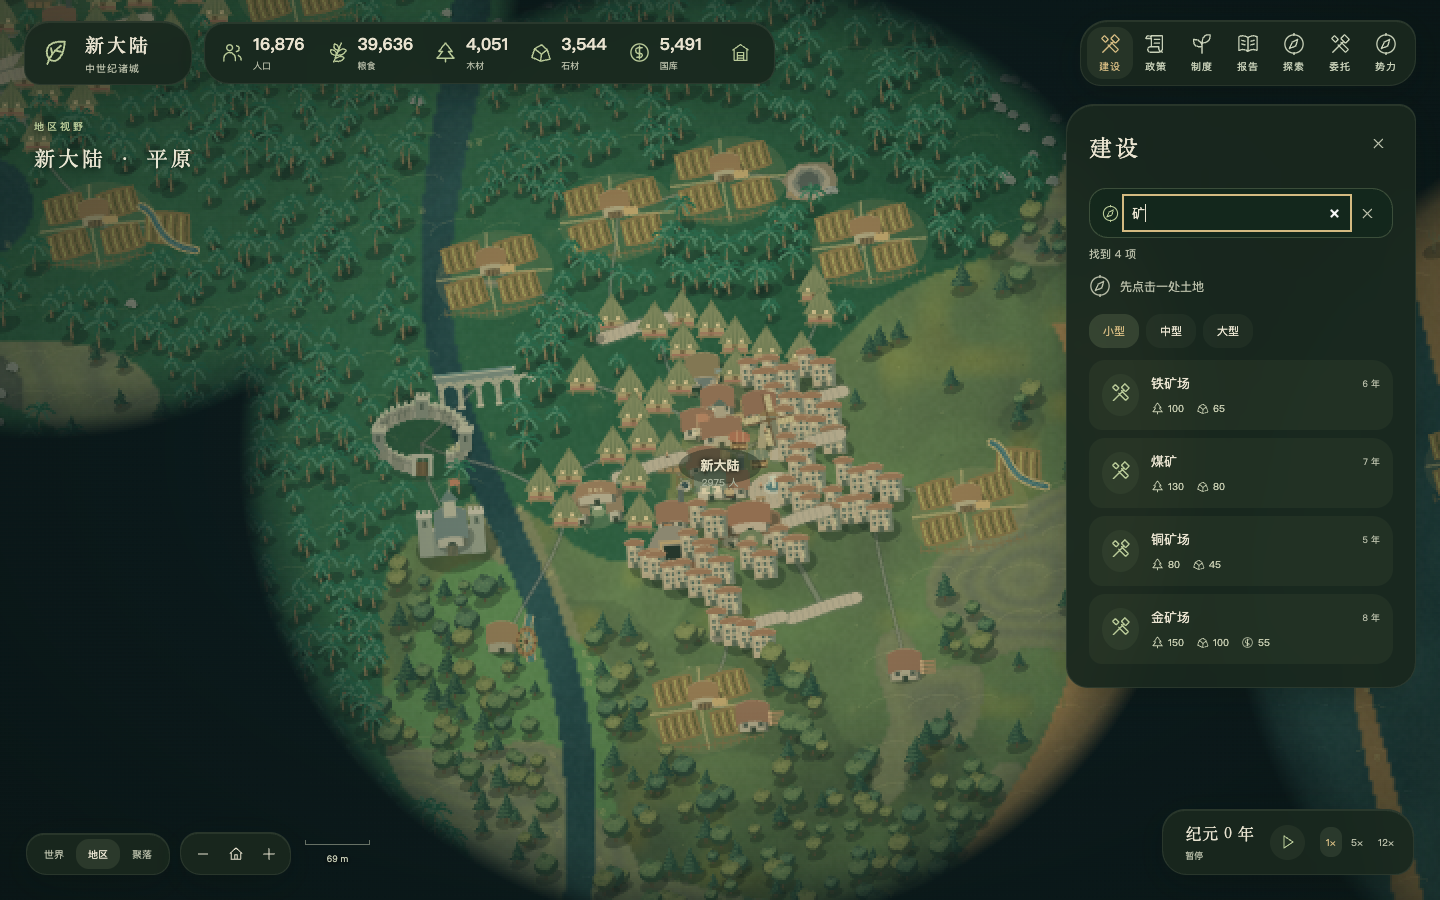 新大陆
中世纪诸城
16,876
人口
39,636
粮食
4,051
木材
3,544
石材
5,491
国库
建设
政策
制度
报告
探索
委托
势力
地区视野
新大陆 · 平原
建设
矿
找到 4 项
先点击一处土地
小型
中型
大型
铁矿场
6 年
100
65
煤矿
7 年
130
80
铜矿场
5 年
80
45
金矿场
8 年
150
100
55
新大陆
2975 人
世界
地区
聚落
69 m
纪元 0 年
暂停
1×
5×
12×